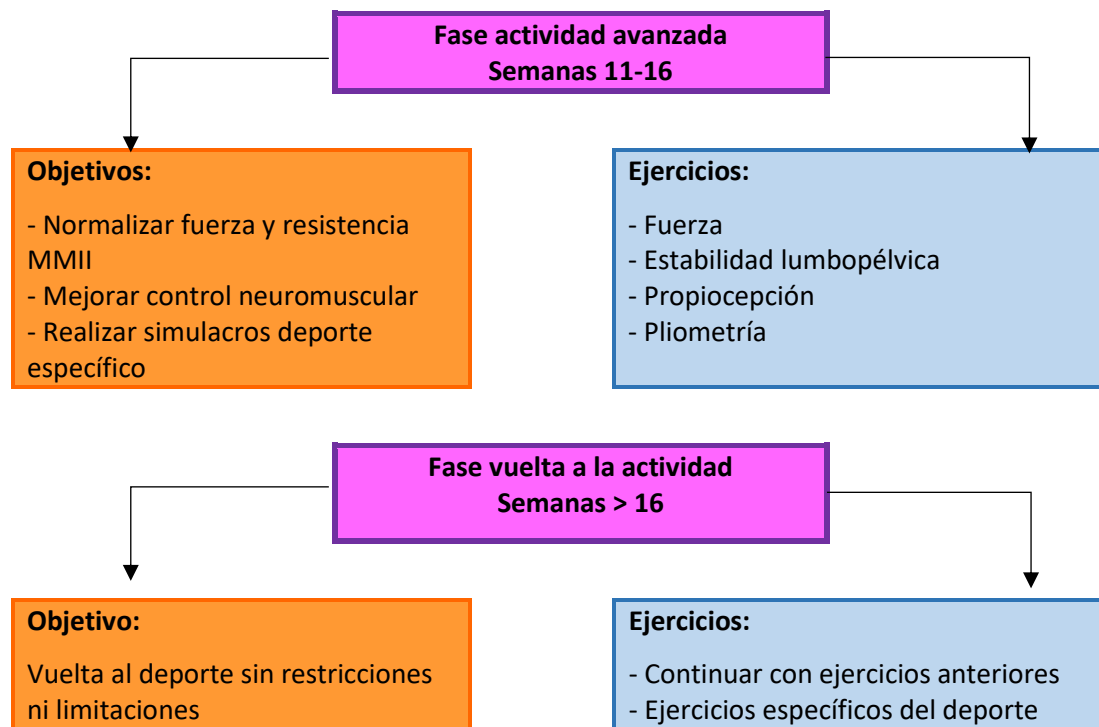 Fase actividad avanzada
Semanas 11-16
Objetivos:
- Normalizar fuerza y resistencia
MMII
- Mejorar control neuromuscular
- Realizar simulacros deporte
específico
Ejercicios:
- Fuerza
- Estabilidad lumbopélvica
- Propiocepción
- Pliometría
Fase vuelta a la actividad
Semanas > 16
Objetivo:
Vuelta al deporte sin restricciones
ni limitaciones
Ejercicios:
- Continuar con ejercicios anteriores
- Ejercicios específicos del deporte